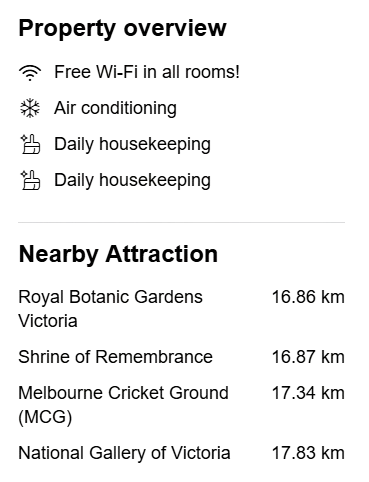 Property overview
Free Wi-Fi in all rooms!
Air conditioning
Daily housekeeping
Daily housekeeping
Nearby Attraction
Royal Botanic Gardens 16.86 km
Victoria
Shrine of Remembrance 16.87 km
Melbourne Cricket Ground 17.34 km
(MCG)
National Gallery of Victoria 17.83 km